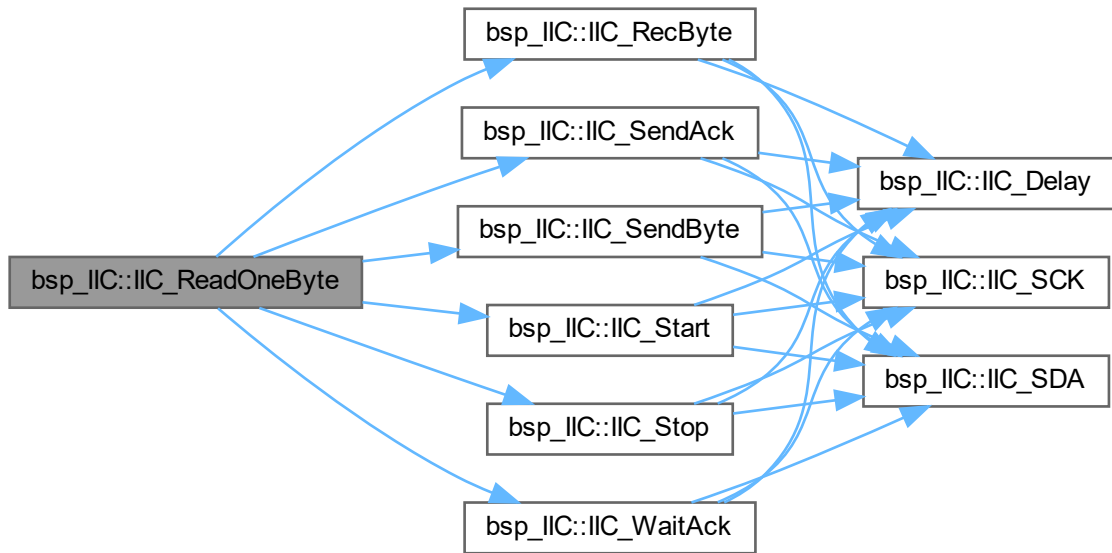 bsp_IIC::IIC_ReadOneByte
bsp_IIC::IIC_RecByte
bsp_IIC::IIC_SendAck
bsp_IIC::IIC_SendByte
bsp_IIC::IIC_Start
bsp_IIC::IIC_Stop
bsp_IIC::IIC_WaitAck
bsp_IIC::IIC_Delay
bsp_IIC::IIC_SCK
bsp_IIC::IIC_SDA